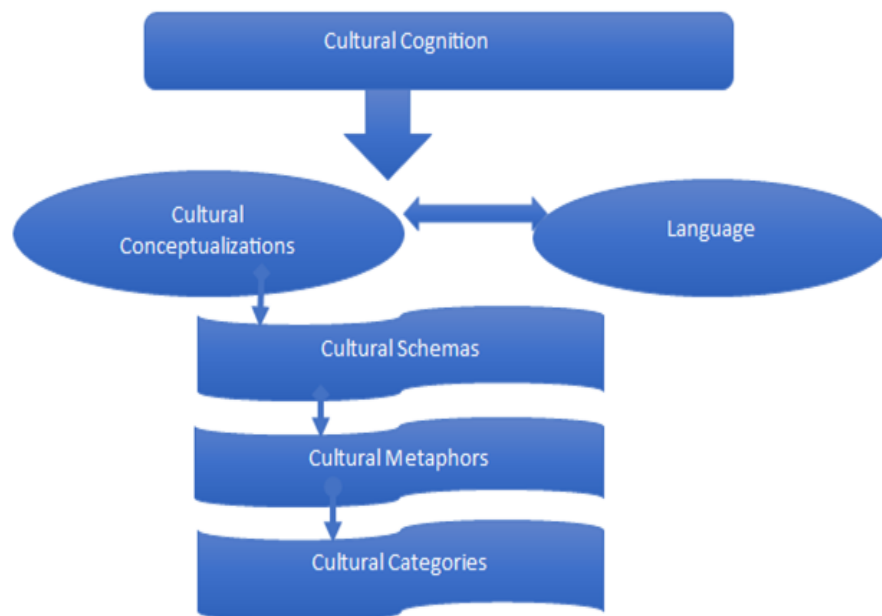 Cultural Cognition
Cultural
Conceptualizations
Language
Cultural Schemas
Cultural Metaphors
Cultural Categories